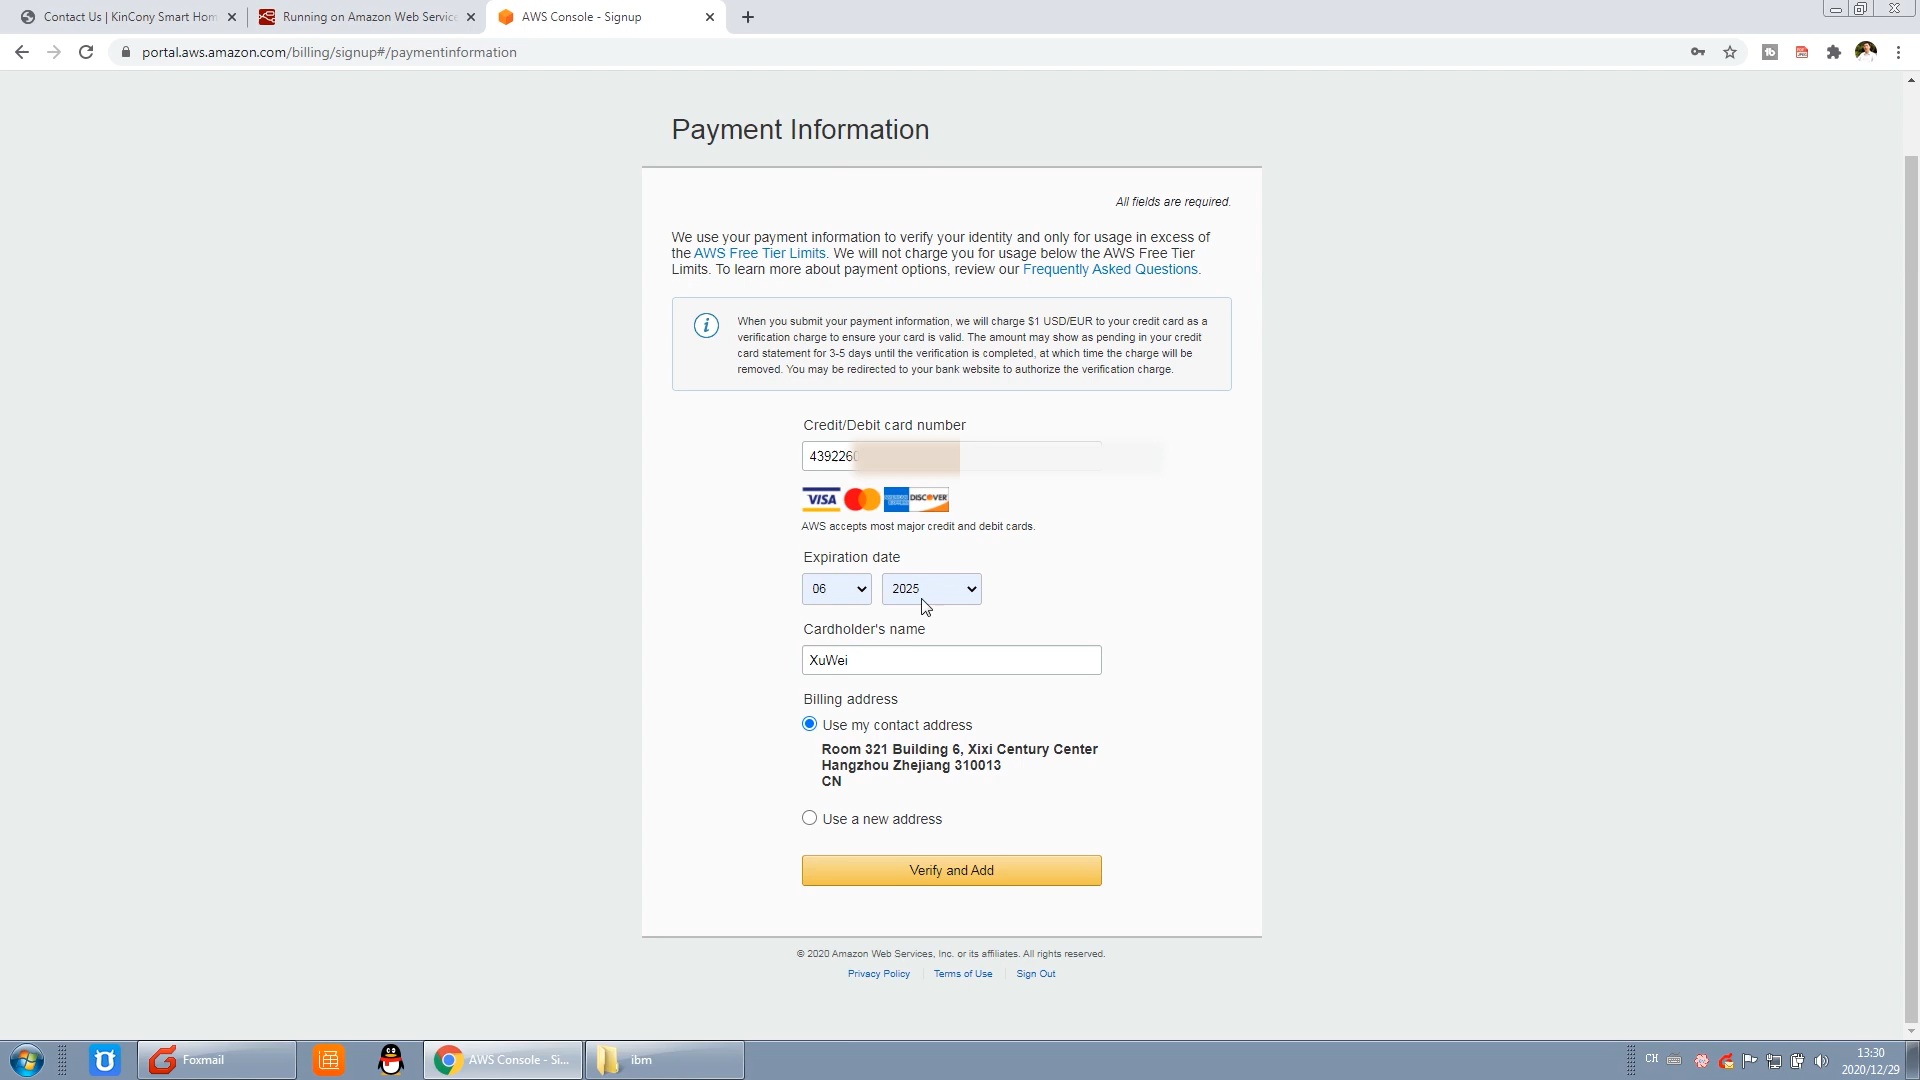 Contact Us | KinCony Smart Hom
Running on Amazon Web Service
AWS Console - Signup
portal.aws.amazon.com/billing/signup#/paymentinformation
Payment Information
All fields are required.
We use your payment information to verify your identity and only for usage in excess of
the AWS Free Tier Limits. We will not charge you for usage below the AWS Free Tier
Limits. To learn more about payment options, review our Frequently Asked Questions.
When you submit your payment information, we will charge $1 USD/EUR to your credit card as a
verification charge to ensure your card is valid. The amount may show as pending in your credit
card statement for 3-5 days until the verification is completed, at which time the charge will be
removed. You may be redirected to your bank website to authorize the verification charge.
Credit/Debit card number
439226
VISA
DISCOVER
AWS accepts most major credit and debit cards.
Expiration date
06
2025
Cardholder's name
XuWei
Billing address
Use my contact address
Room 321 Building 6, Xixi Century Center
Hangzhou Zhejiang 310013
CN
Use a new address
Verify and Add
© 2020 Amazon Web Services, Inc. or its affiliates. All rights reserved.
Privacy Policy
Terms of Use
Sign Out
Foxmail
AWS Console - Si...
ibm
CH
13:30
2020/12/29